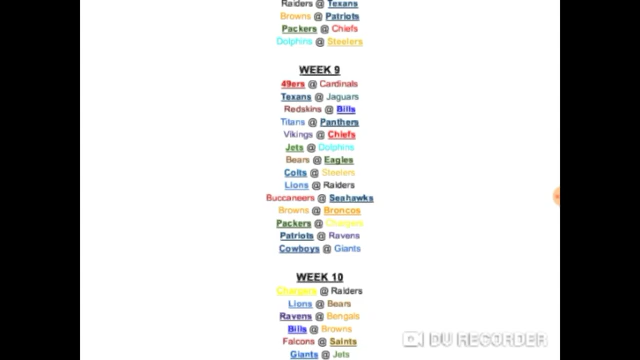 Raiders @ Texans
Browns @ Patriots
Packers @ Chiefs
Dolphins @ Steelers
WEEK 9
49ers @ Cardinals
Texans @ Jaguars
Redskins @ Bills
Titans @ Panthers
Vikings @ Chiefs
Jets @ Dolphins
Bears @ Eagles
Colts @ Steelers
Lions @ Raiders
Buccaneers @ Seahawks
Browns @ Broncos
Packers @ Chargers
Patriots @ Ravens
Cowboys @ Giants
WEEK 10
Chargers @ Raiders
Lions @ Bears
Ravens @ Bengals
Bills @ Browns
Falcons @ Saints
Giants @ Jets
DU RECORDER